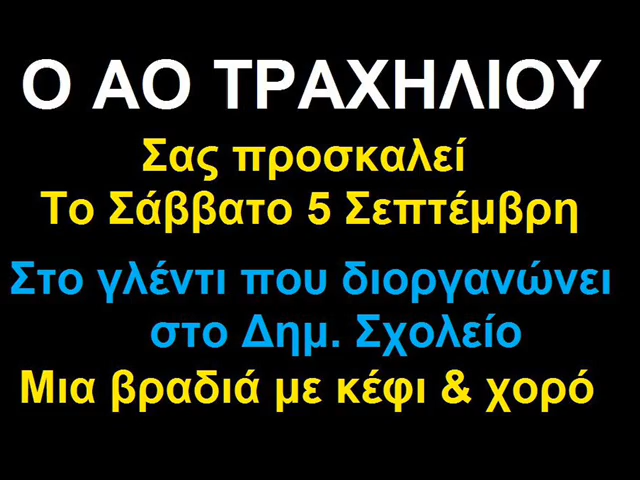 Ο ΑΟ ΤΡΑΧΗΛΙΟΥ
Σας προσκαλεί
Το Σάββατο 5 Σεπτέμβρη
Στο γλέντι που διοργανώνει
στο Δημ. Σχολείο
Μια βραδιά με κέφι & χορό